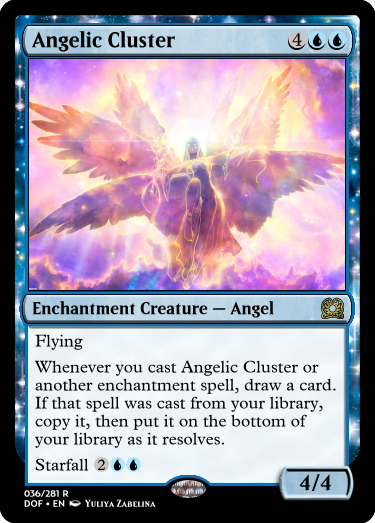 Angelic Cluster 4
Enchantment Creature — Angel
Flying
Whenever you cast Angelic Cluster or
another enchantment spell, draw a card.
If that spell was cast from your library,
copy it, then put it on the bottom of
your library as it resolves.
Starfall 2
4/4
036/281 R
DOF • EN Yuliya Zabelina